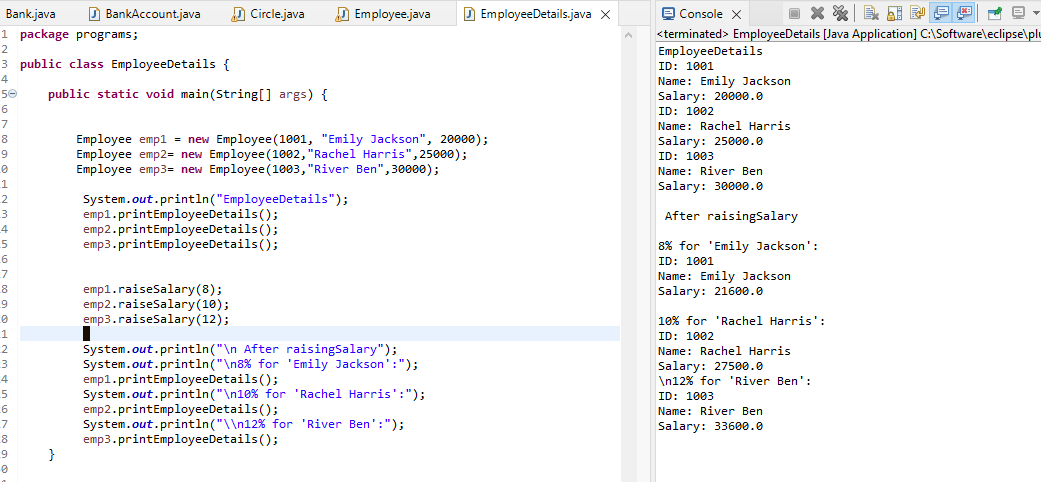 Bank.java BankAccount.java Circle.java Employee.java EmployeeDetails.java
1 package programs;
2
3 public class EmployeeDetails {
4
5 public static void main(String[] args) {
6
7
8 Employee emp1 = new Employee(1001, "Emily Jackson", 20000);
9 Employee emp2= new Employee(1002,"Rachel Harris",25000);
0 Employee emp3= new Employee(1003,"River Ben",30000);
1
2 System.out.println("EmployeeDetails");
3 emp1.printEmployeeDetails();
4 emp2.printEmployeeDetails();
5 emp3.printEmployeeDetails();
6
7
8 emp1.raiseSalary(8);
9 emp2.raiseSalary(10);
0 emp3.raiseSalary(12);
1
2 System.out.println("\n After raisingSalary");
3 System.out.println("\n8% for 'Emily Jackson':");
4 emp1.printEmployeeDetails();
5 System.out.println("\n10% for 'Rachel Harris':");
6 emp2.printEmployeeDetails();
7 System.out.println("\\n12% for 'River Ben':");
8 emp3.printEmployeeDetails();
9 }
0
Console
<terminated> EmployeeDetails [Java Application] C:\Software\eclipse\plu
EmployeeDetails
ID: 1001
Name: Emily Jackson
Salary: 20000.0
ID: 1002
Name: Rachel Harris
Salary: 25000.0
ID: 1003
Name: River Ben
Salary: 30000.0
After raisingSalary
8% for 'Emily Jackson':
ID: 1001
Name: Emily Jackson
Salary: 21600.0
10% for 'Rachel Harris':
ID: 1002
Name: Rachel Harris
Salary: 27500.0
\n12% for 'River Ben':
ID: 1003
Name: River Ben
Salary: 33600.0